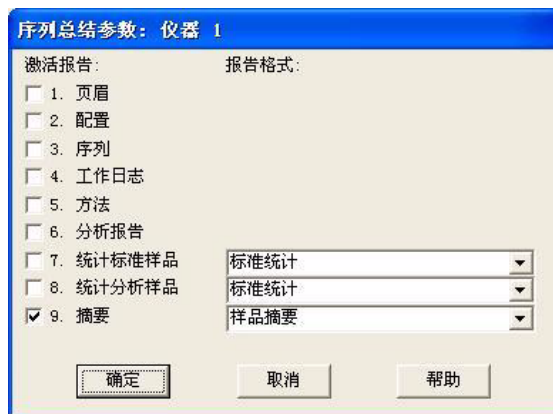 序列总结参数: 仪器 1
激活报告: 报告格式:
1. 页眉
2. 配置
3. 序列
4. 工作日志
5. 方法
6. 分析报告
7. 统计标准样品 标准统计
8. 统计分析样品 标准统计
9. 摘要 样品摘要
确定 取消 帮助